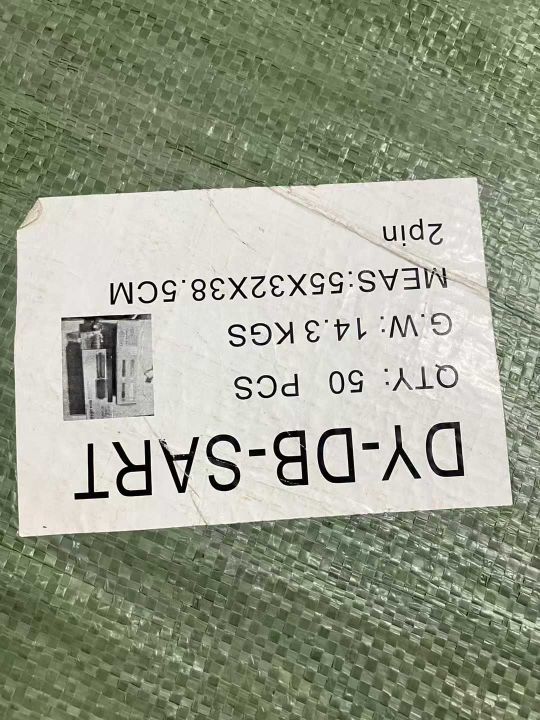 DY-DB-SART
QTY: 50 PCS
G.W: 14.3 KGS
MEAS:55X32X38.5CM
2pin